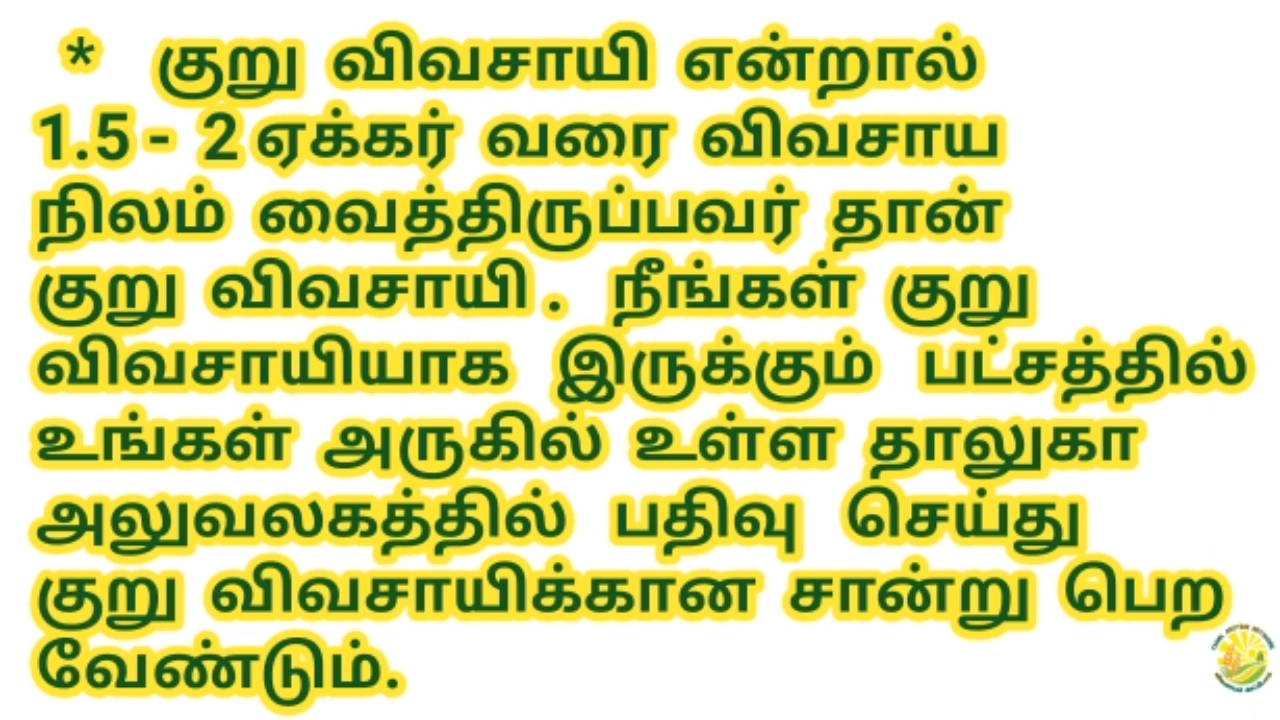 * குறு விவசாயி என்றால்
1.5 - 2 ஏக்கர் வரை விவசாய
நிலம் வைத்திருப்பவர் தான்
குறு விவசாயி . நீங்கள் குறு
விவசாயியாக இருக்கும் பட்சத்தில்
உங்கள் அருகில் உள்ள தாலுகா
அலுவலகத்தில் பதிவு செய்து
குறு விவசாயிக்கான சான்று பெற
வேண்டும்.